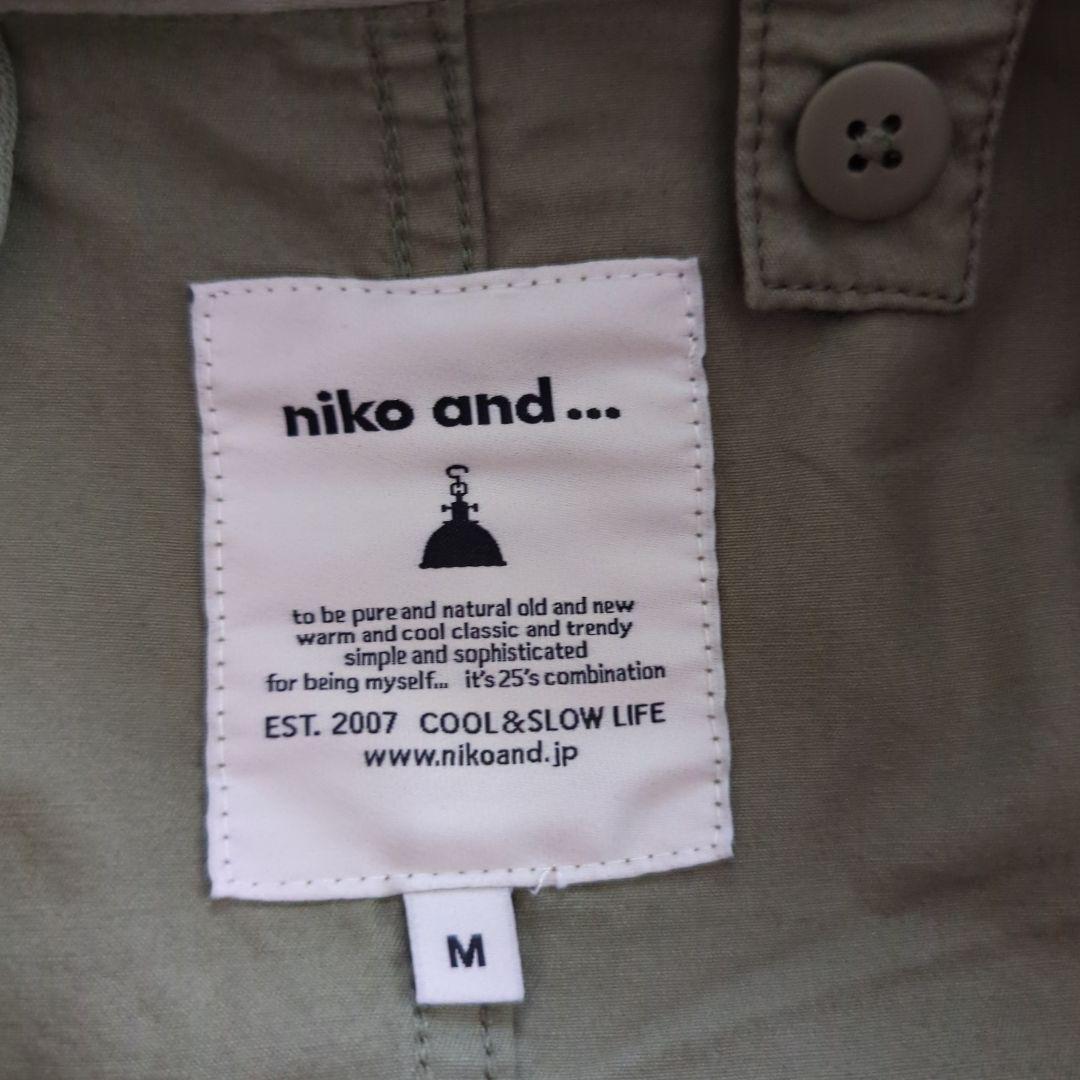 niko and...
to be pure and natural old and new
warm and cool classic and trendy
simple and sophisticated
for being myself... it's 25's combination
EST. 2007 COOL&SLOW LIFE
www.nikoand.jp
M